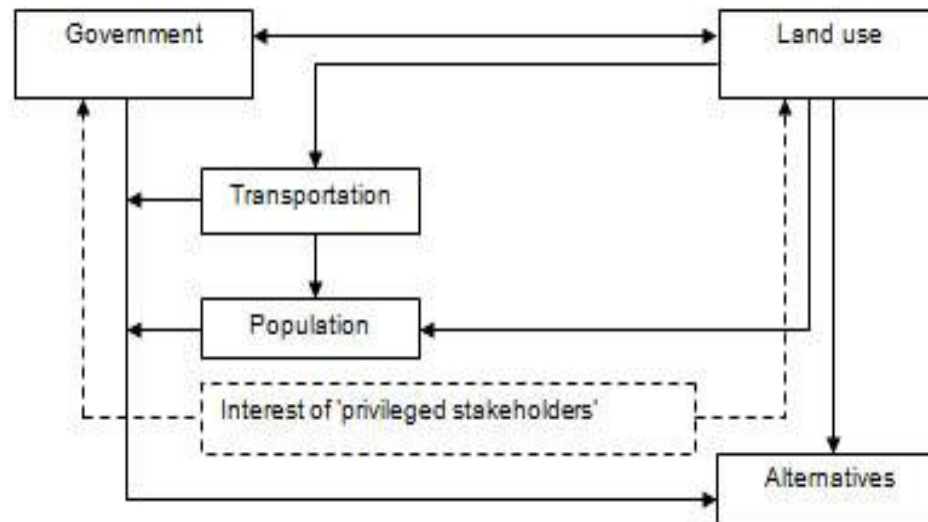 Government
Land use
Transportation
Population
Interest of 'privileged stakeholders'
Alternatives